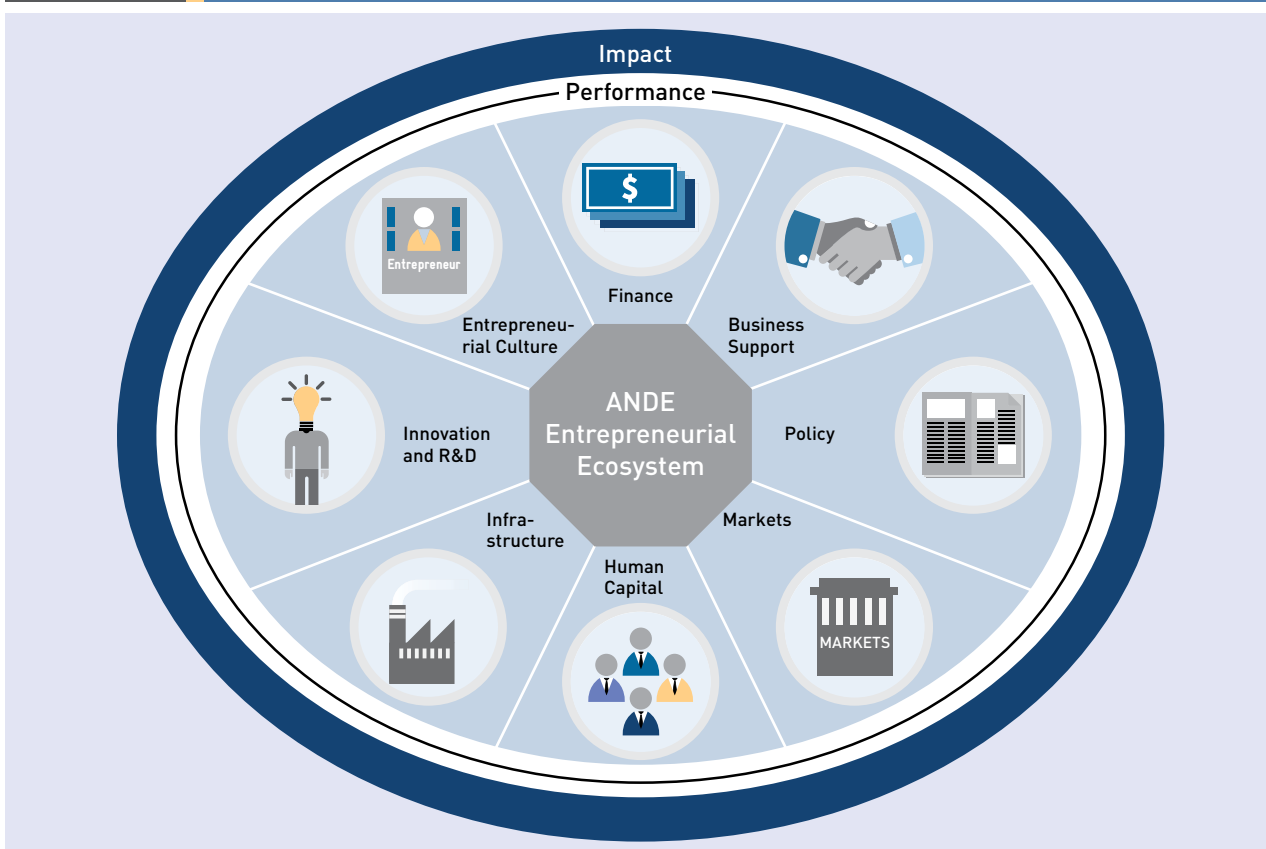 Impact
Performance
$
Entrepreneur
Finance
Entrepreneu-
rial Culture
Business
Support
ANDE
Entrepreneurial
Ecosystem
Innovation
and R&D
Policy
Infra-
structure
Markets
Human
Capital
MARKETS